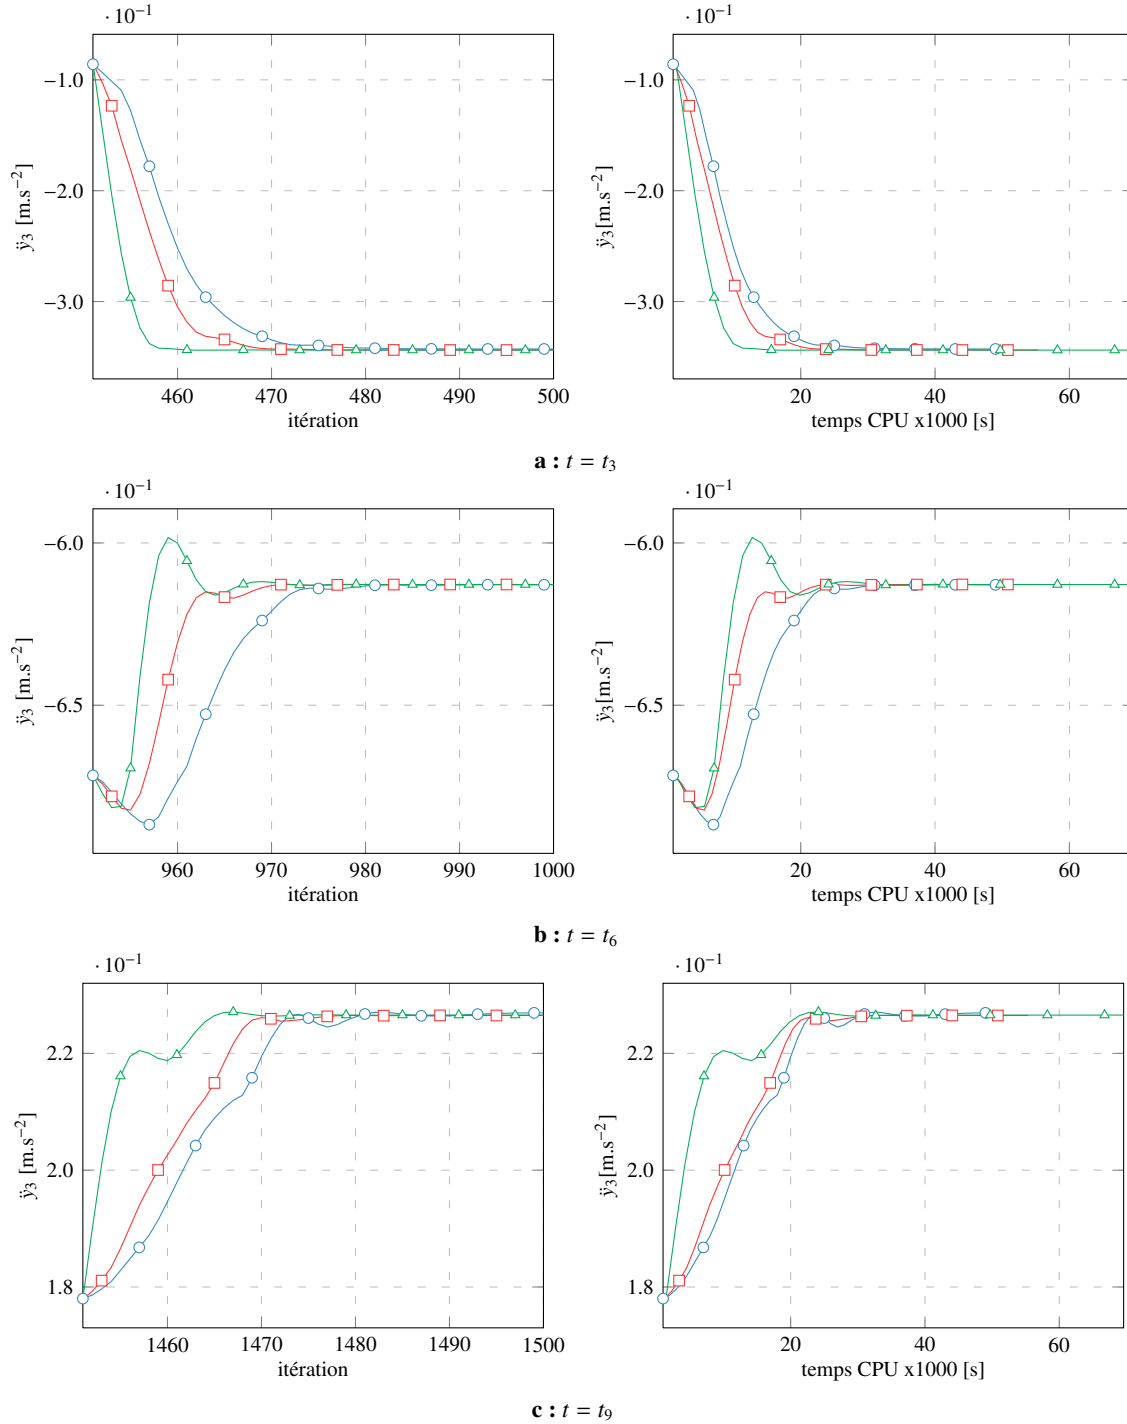 · 10⁻¹
−1.0
−2.0
−3.0
ÿ₃ [m.s⁻²]
460 470 480 490 500
itération
· 10⁻¹
−1.0
−2.0
−3.0
ÿ₃[m.s⁻²]
20 40 60
temps CPU x1000 [s]
a : t = t₃
· 10⁻¹
−6.0
−6.5
ÿ₃ [m.s⁻²]
960 970 980 990 1000
itération
· 10⁻¹
−6.0
−6.5
ÿ₃[m.s⁻²]
20 40 60
temps CPU x1000 [s]
b : t = t₆
· 10⁻¹
2.2
2.0
1.8
ÿ₃ [m.s⁻²]
1460 1470 1480 1490 1500
itération
· 10⁻¹
2.2
2.0
1.8
ÿ₃[m.s⁻²]
20 40 60
temps CPU x1000 [s]
c : t = t₉